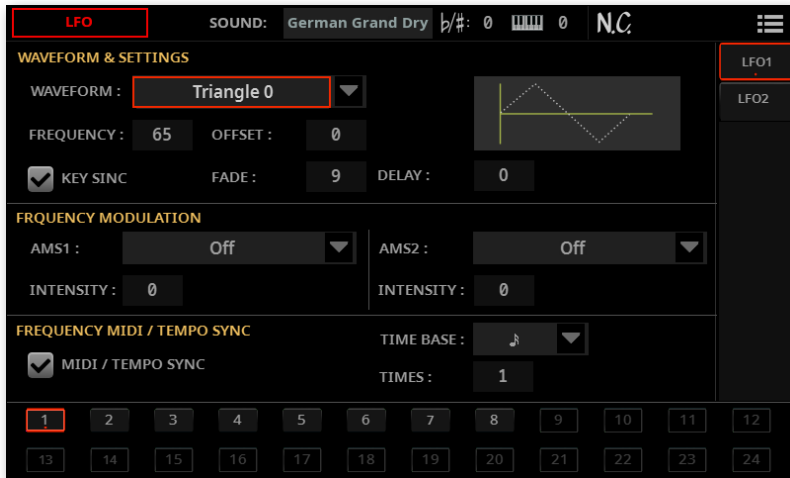 LFO SOUND: German Grand Dry ♭/#: 0 0 N.C.
WAVEFORM & SETTINGS LFO1
WAVEFORM : Triangle 0
LFO2
FREQUENCY : 65 OFFSET : 0
KEY SINC FADE : 9 DELAY : 0
FRQUENCY MODULATION
AMS1 : Off AMS2 : Off
INTENSITY : 0 INTENSITY : 0
FREQUENCY MIDI / TEMPO SYNC TIME BASE : 𝅘𝅥𝅯
MIDI / TEMPO SYNC
TIMES : 1
1 2 3 4 5 6 7 8 9 10 11 12
13 14 15 16 17 18 19 20 21 22 23 24